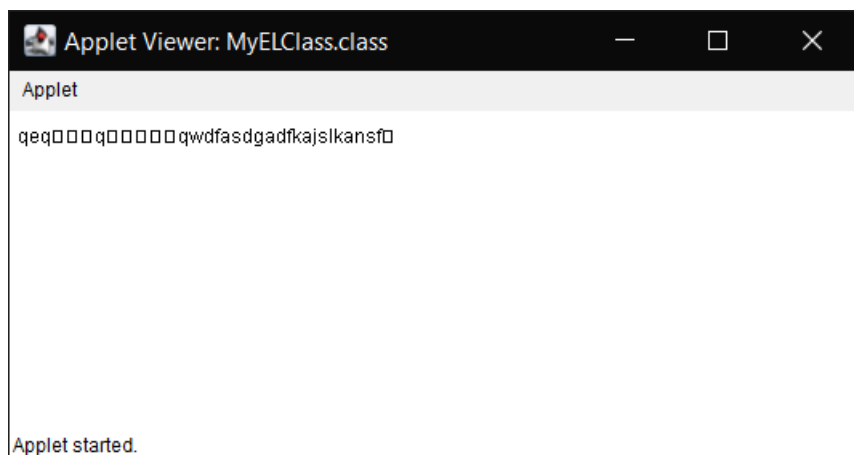 Applet Viewer: MyELClass.class
Applet
qeq▯▯▯q▯▯▯▯▯qwdfasdgadfkajslkansf▯
Applet started.